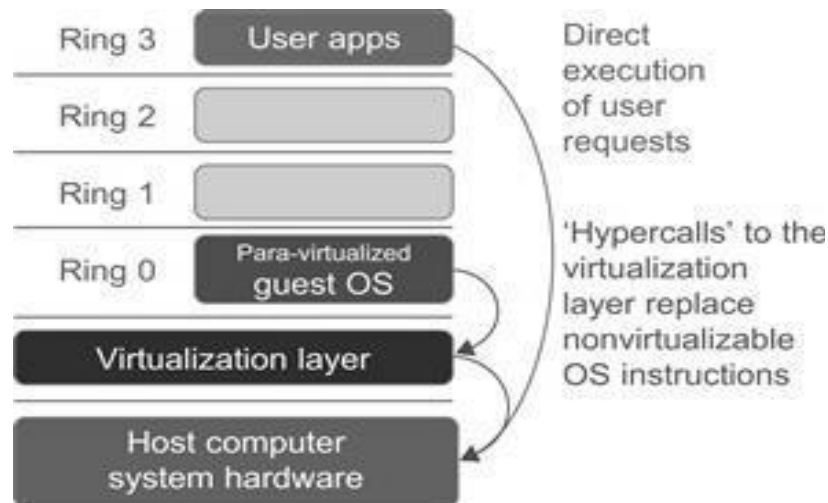 Ring 3
User apps
Direct
execution
of user
requests
Ring 2
Ring 1
Ring 0
Para-virtualized
guest OS
'Hypercalls' to the
virtualization
layer replace
nonvirtualizable
OS instructions
Virtualization layer
Host computer
system hardware